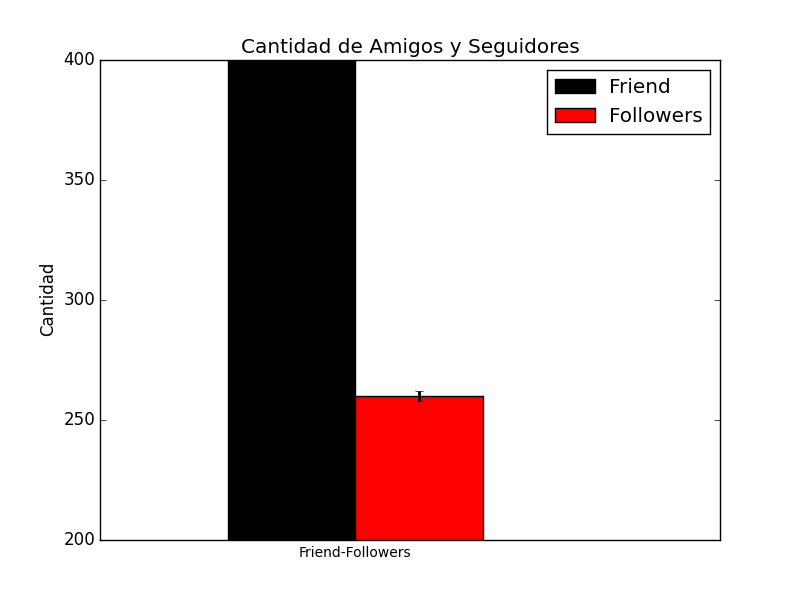 Cantidad de Amigos y Seguidores
400
350
300
250
200
Cantidad
Friend
Followers
Friend-Followers